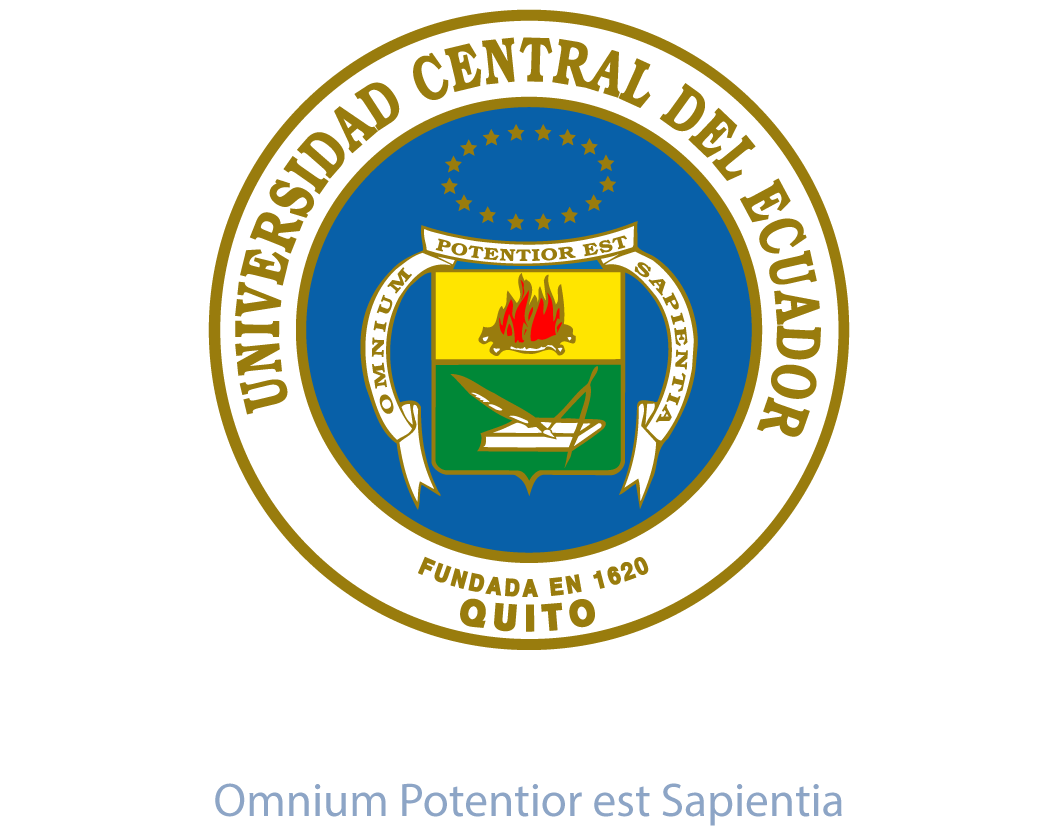 UNIVERSIDAD CENTRAL DEL ECUADOR
OMNIUM POTENTIOR EST SAPIENTIA
FUNDADA EN 1620
QUITO
Omnium Potentior est Sapientia